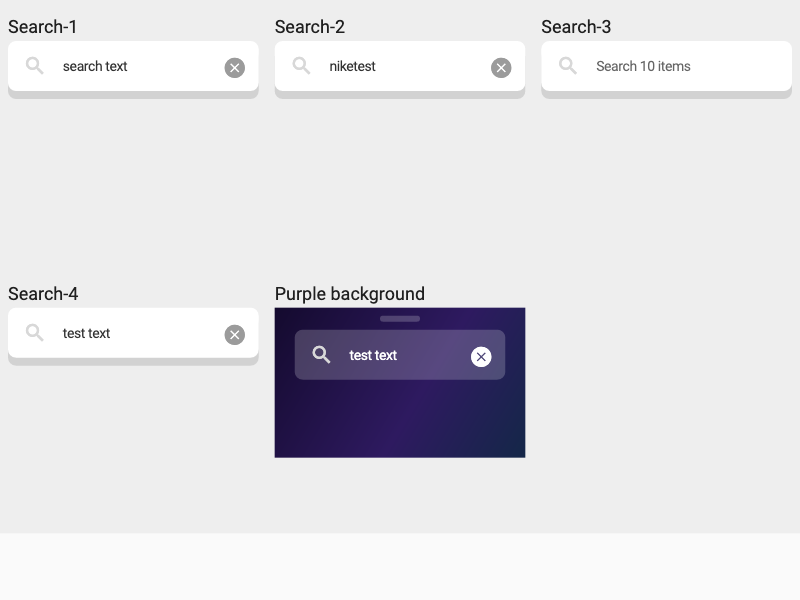 Search-1
Search-2
Search-3
search text
niketest
Search 10 items
Search-4
Purple background
test text
test text